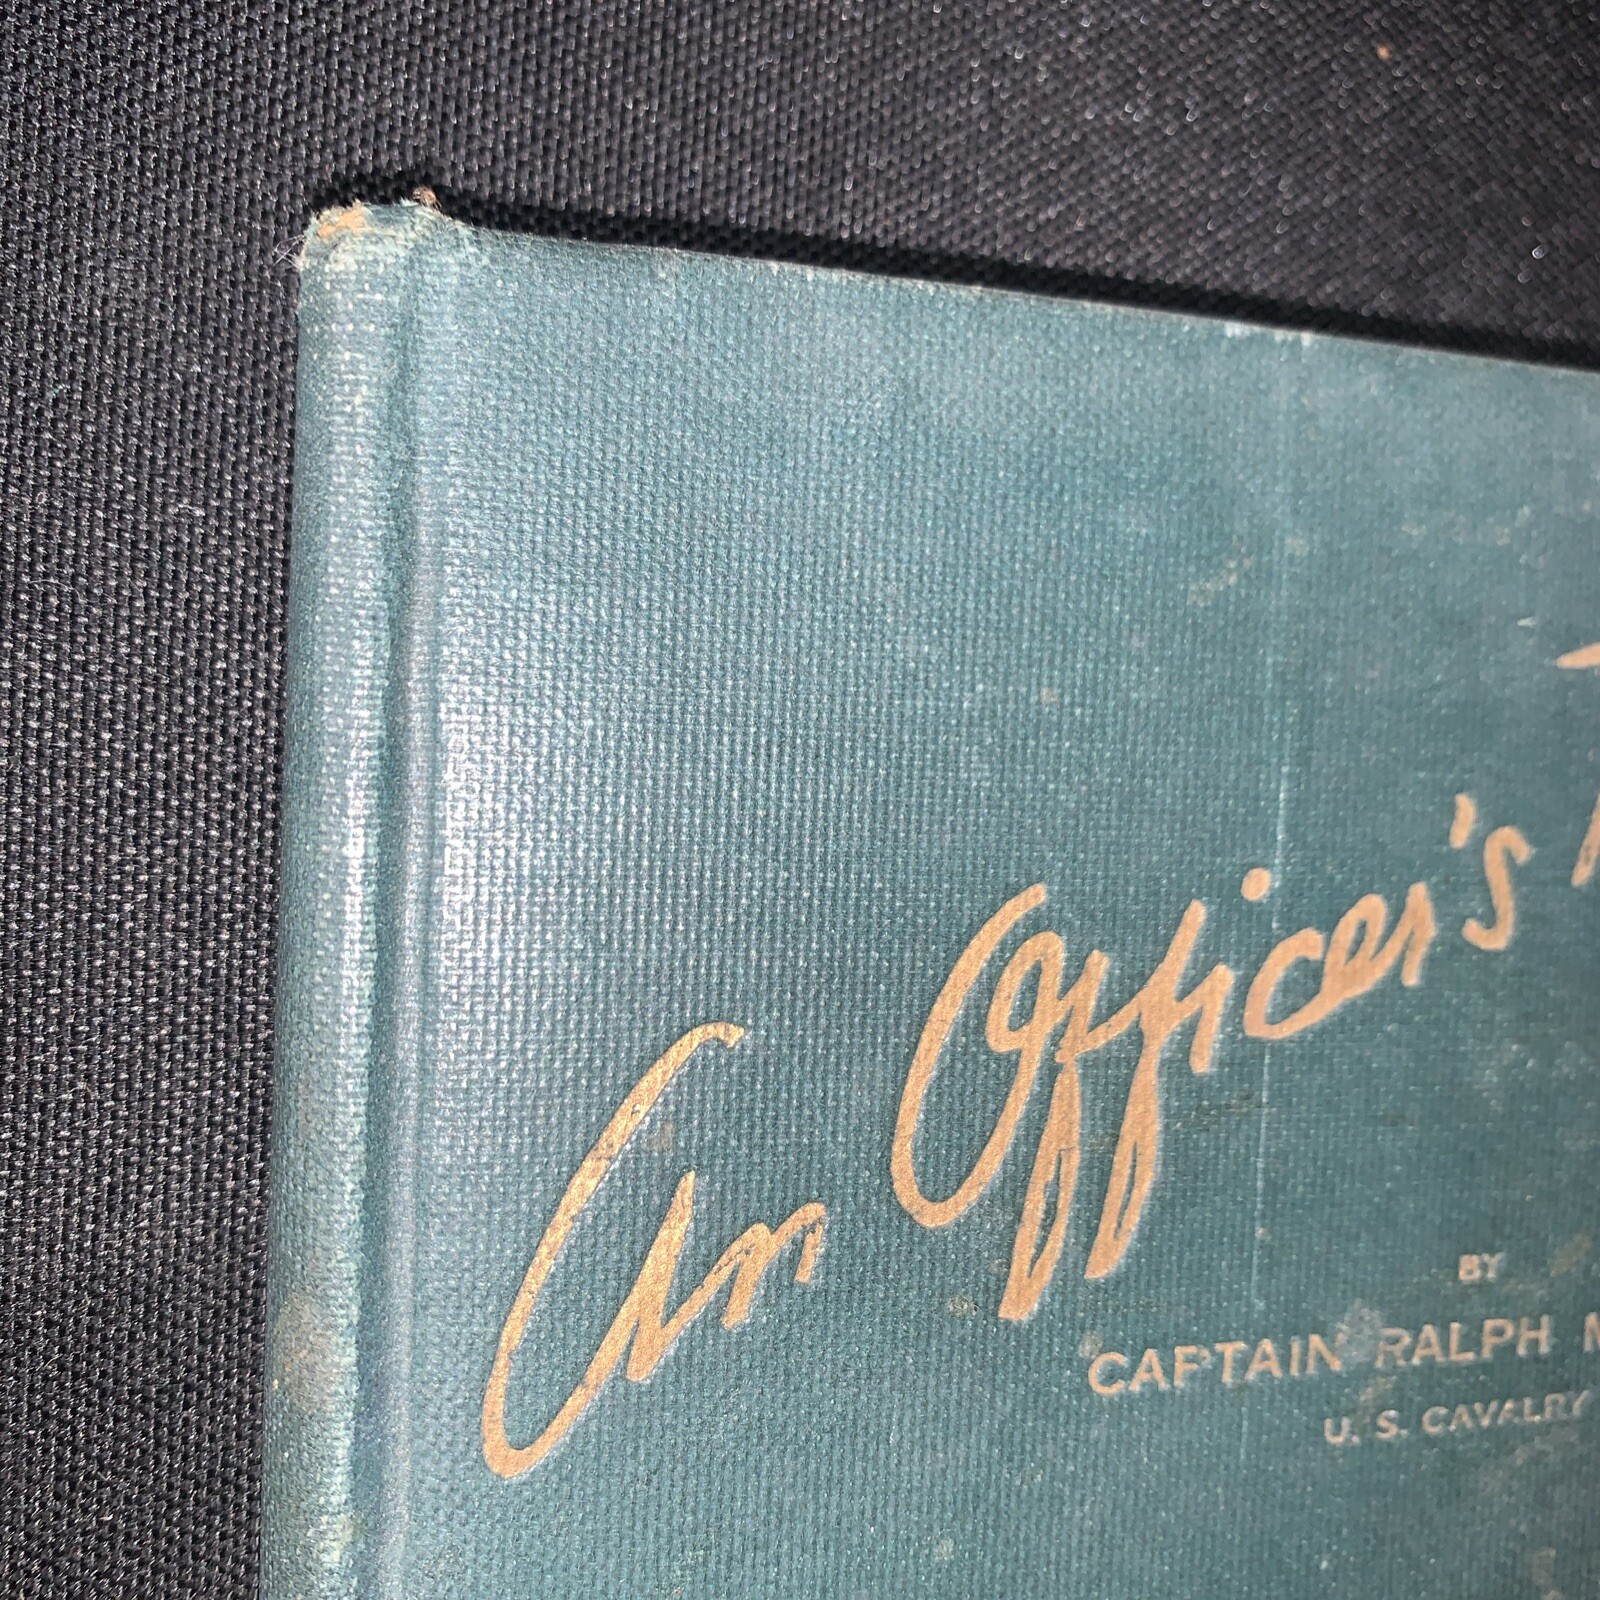 An Officer's
BY
CAPTAIN RALPH M
U. S. CAVALRY